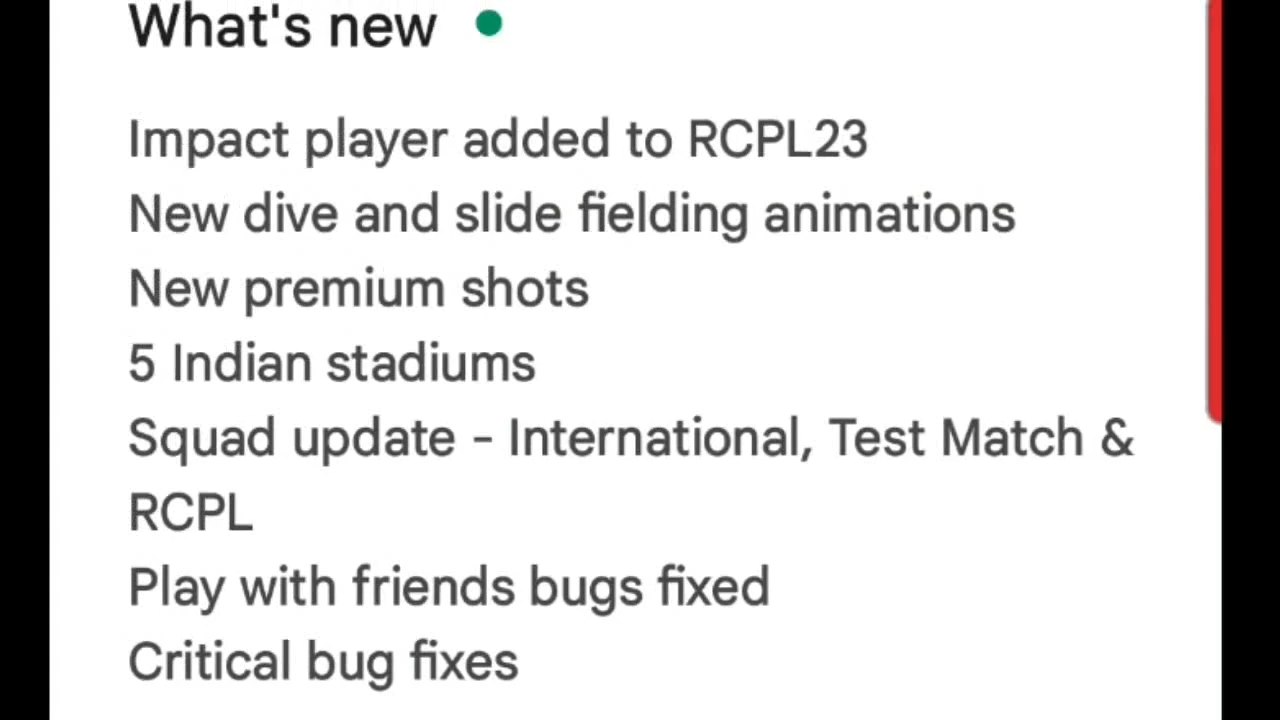 What's new
Impact player added to RCPL23
New dive and slide fielding animations
New premium shots
5 Indian stadiums
Squad update - International, Test Match &
RCPL
Play with friends bugs fixed
Critical bug fixes